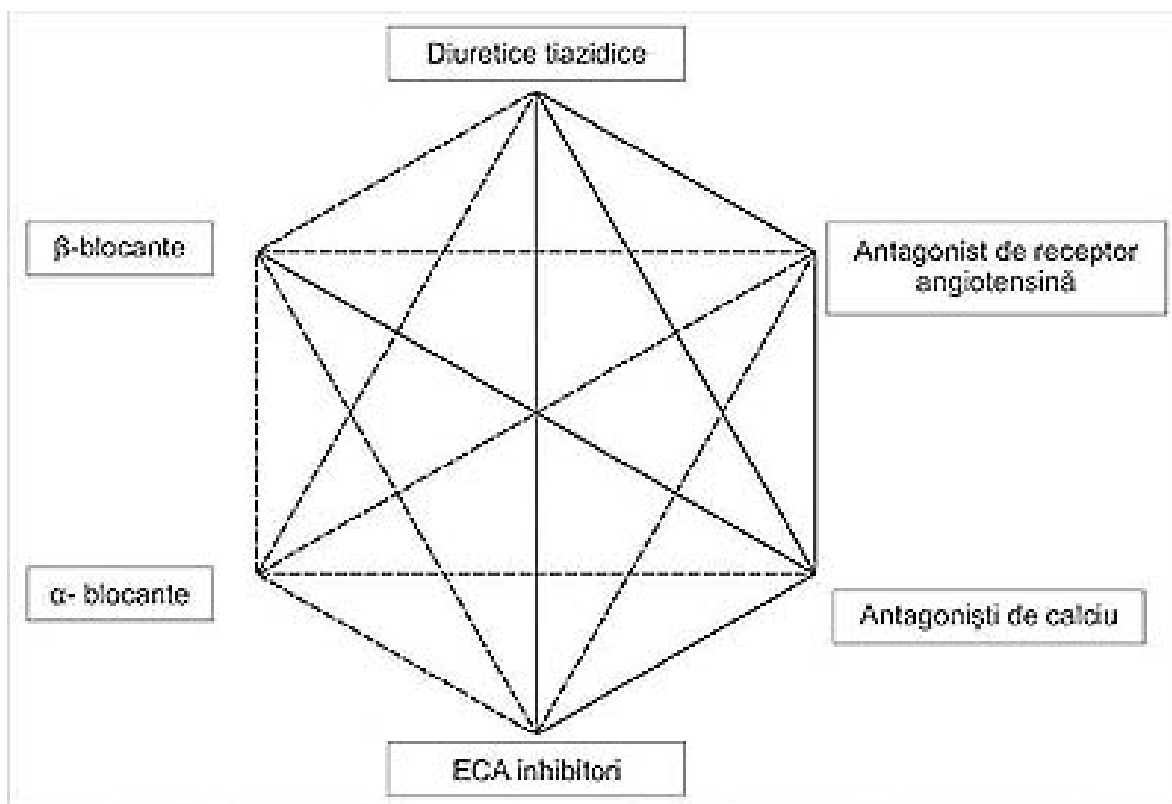 Diuretice tiazidice
β-blocante
Antagonist de receptor
angiotensină
α- blocante
Antagoniști de calciu
ECA inhibitori